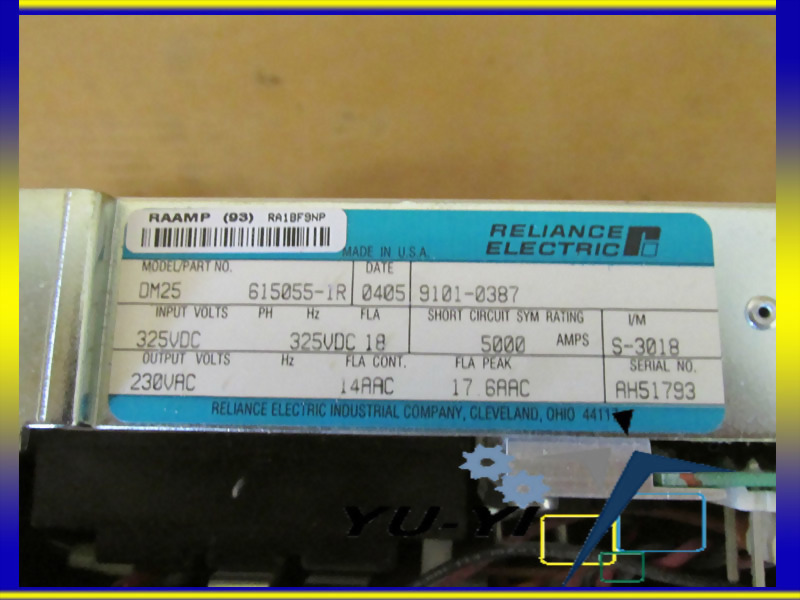 RAAMP (93) RA18F9NP
RELIANCE
ELECTRIC
MADE IN U.S.A.
MODEL/PART NO. DATE
DM25 615055-1R 0405 9101-0387
INPUT VOLTS PH Hz FLA SHORT CIRCUIT SYM RATING I/M
325VDC 325VDC 18 5000 AMPS S-3018
OUTPUT VOLTS Hz FLA CONT. FLA PEAK SERIAL NO.
230VAC 14AAC 17.6AAC AH51793
RELIANCE ELECTRIC INDUSTRIAL COMPANY, CLEVELAND, OHIO
YU-YI